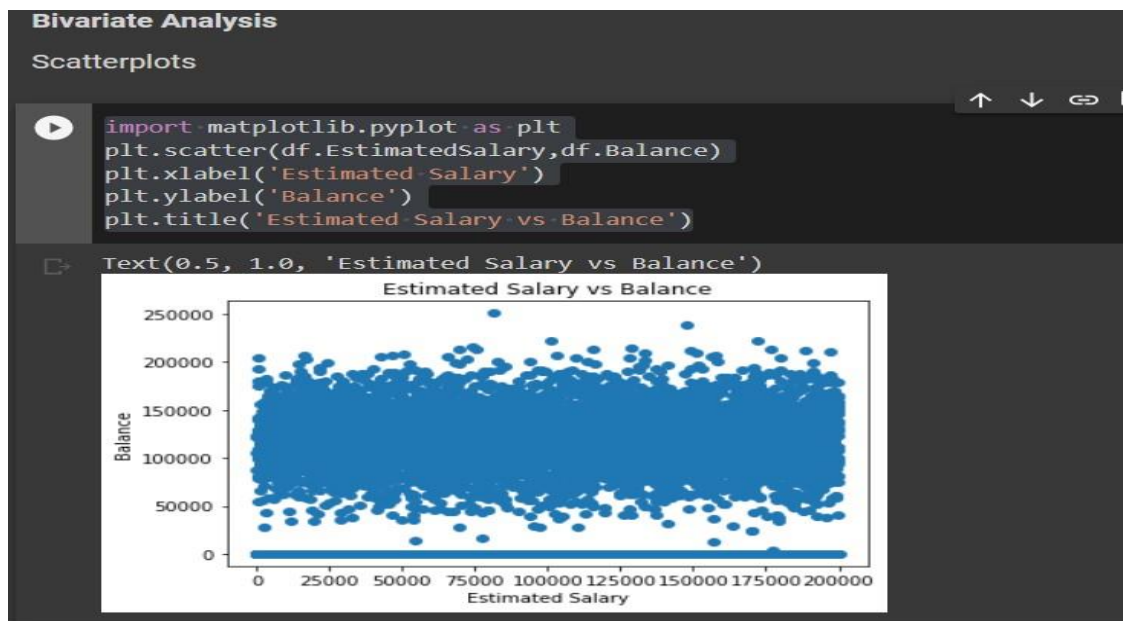 Bivariate Analysis
Scatterplots
import matplotlib.pyplot as plt
plt.scatter(df.EstimatedSalary,df.Balance)
plt.xlabel('Estimated Salary')
plt.ylabel('Balance')
plt.title('Estimated Salary vs Balance')
Text(0.5, 1.0, 'Estimated Salary vs Balance')
Estimated Salary vs Balance
250000
200000
150000
100000
50000
0
Balance
0 25000 50000 75000 100000 125000 150000 175000 200000
Estimated Salary